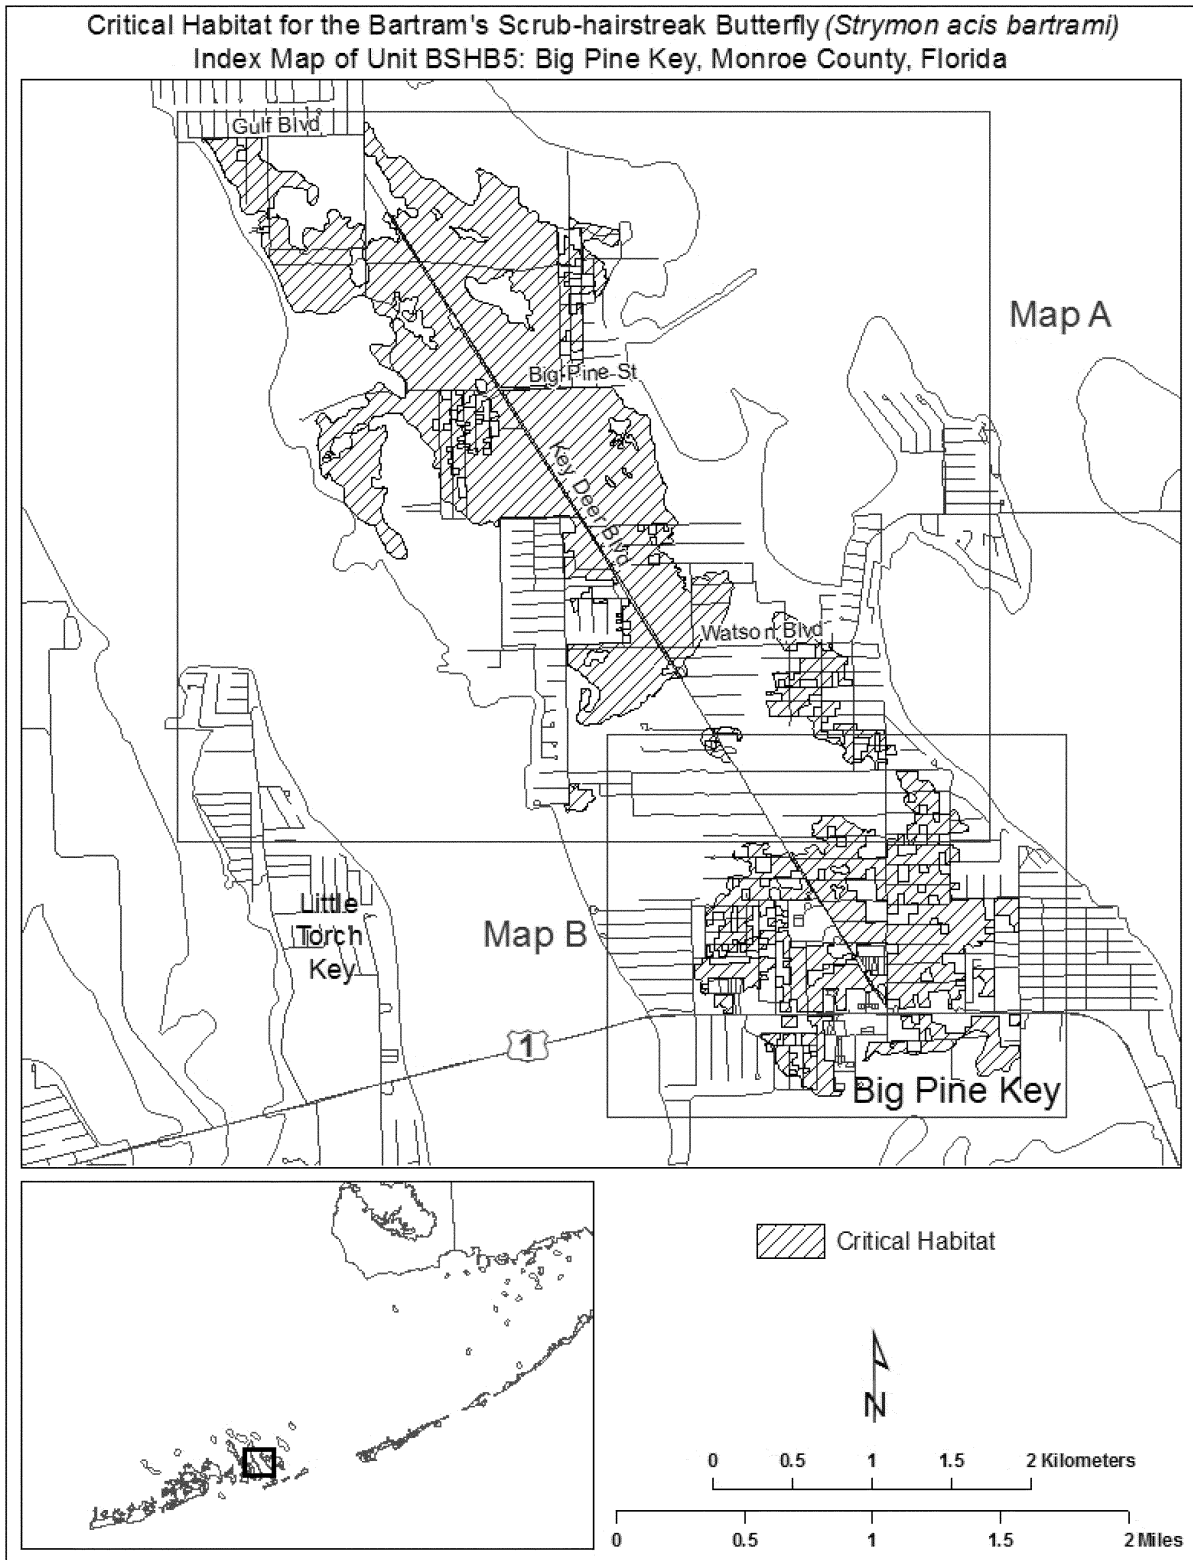 Critical Habitat for the Bartram's Scrub-hairstreak Butterfly (Strymon acis bartrami)
Index Map of Unit BSHB5: Big Pine Key, Monroe County, Florida
Gulf Blvd
Map A
Big Pine St
Key Deer Blvd
Watson Blvd
Little
Torch
Key
Map B
1
Big Pine Key
Critical Habitat
N
0 0.5 1 1.5 2 Kilometers
0 0.5 1 1.5 2 Miles